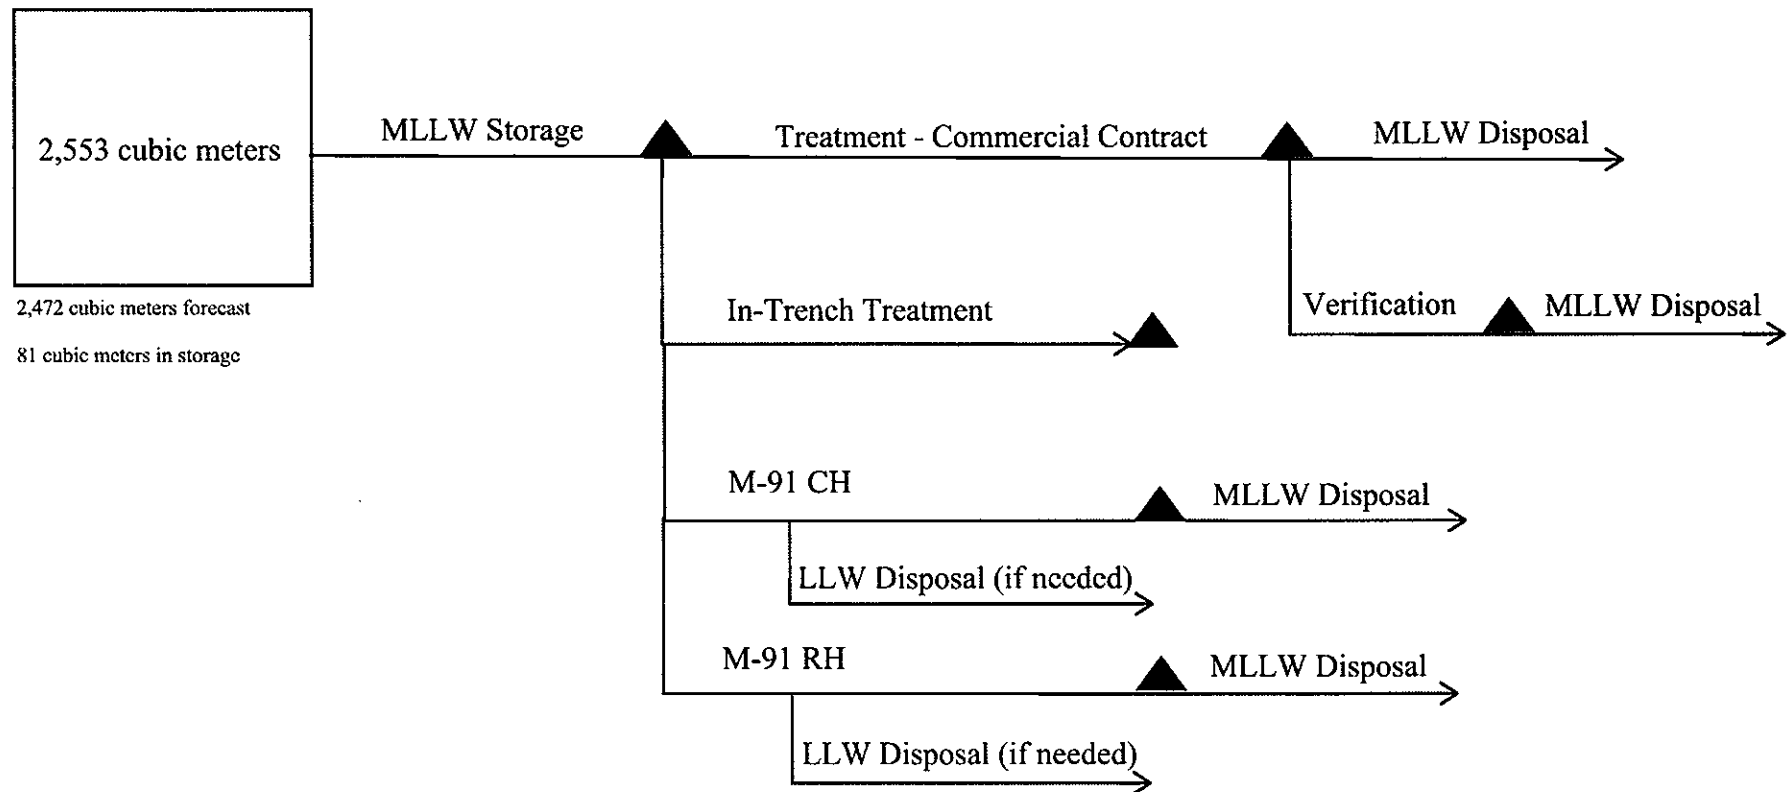 2,553 cubic meters
2,472 cubic meters forecast
81 cubic meters in storage
MLLW Storage
Treatment - Commercial Contract
MLLW Disposal
Verification
MLLW Disposal
In-Trench Treatment
M-91 CH
MLLW Disposal
LLW Disposal (if needed)
M-91 RH
MLLW Disposal
LLW Disposal (if needed)